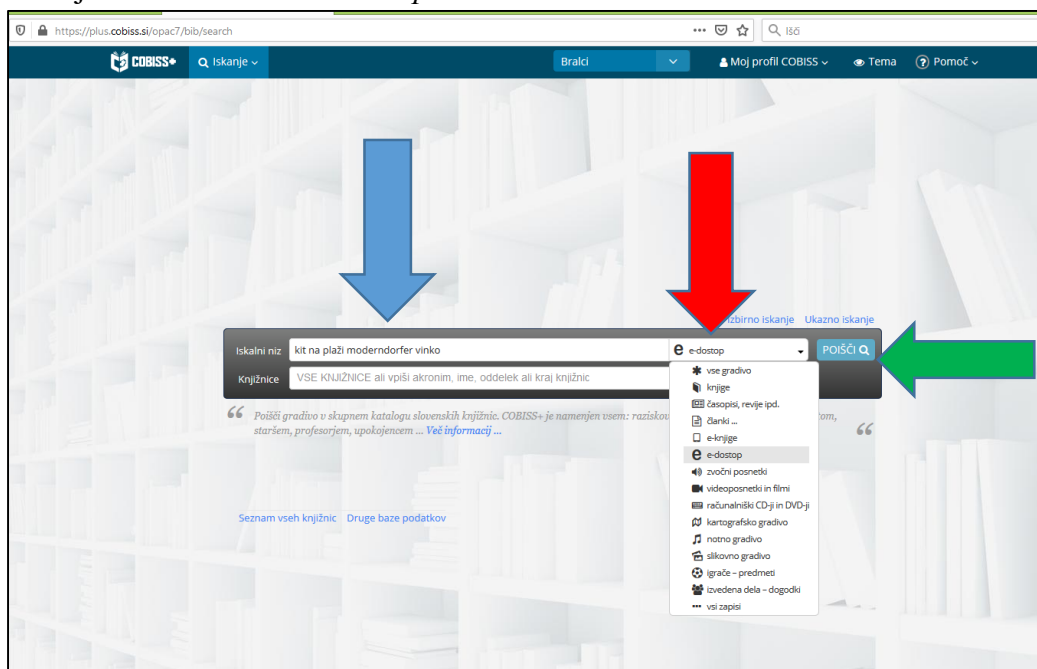 https://plus.cobiss.si/opac7/bib/search
Išči
COBISS+
Iskanje
Bralci
Moj profil COBISS
Tema
Pomoč
Izbirno iskanje
Ukazno iskanje
Iskalni niz
kit na plaži moderndorfer vinko
e-dostop
POIŠČI
Knjižnice
VSE KNJIŽNICE ali vpiši akronim, ime, oddelek ali kraj knjižnic
vse gradivo
knjige
časopisi, revije ipd.
članki ...
e-knjige
e-dostop
zvočni posnetki
videoposnetki in filmi
računalniški CD-ji in DVD-ji
kartografsko gradivo
notno gradivo
slikovno gradivo
igrače – predmeti
izvedena dela – dogodki
vsi zapisi
Poišči gradivo v skupnem katalogu slovenskih knjižnic. COBISS+ je namenjen vsem:
staršem, profesorjem, upokojencem ... Več informacij ...
Seznam vseh knjižnic
Druge baze podatkov